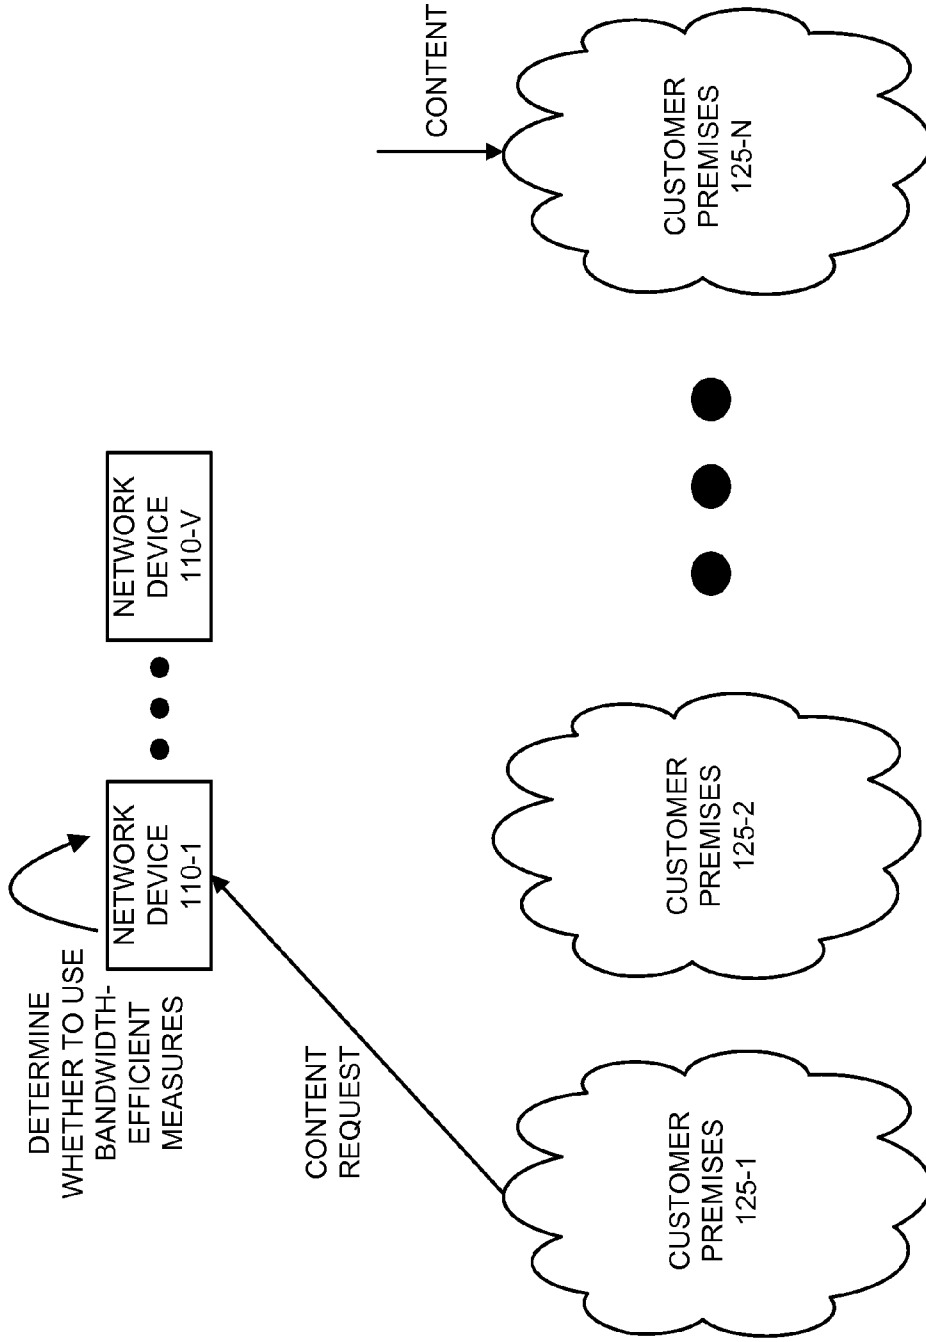 DETERMINE
WHETHER TO USE
BANDWIDTH-
EFFICIENT
MEASURES
NETWORK
DEVICE
110-1
NETWORK
DEVICE
110-V
CONTENT
REQUEST
CONTENT
CUSTOMER
PREMISES
125-1
CUSTOMER
PREMISES
125-2
CUSTOMER
PREMISES
125-N